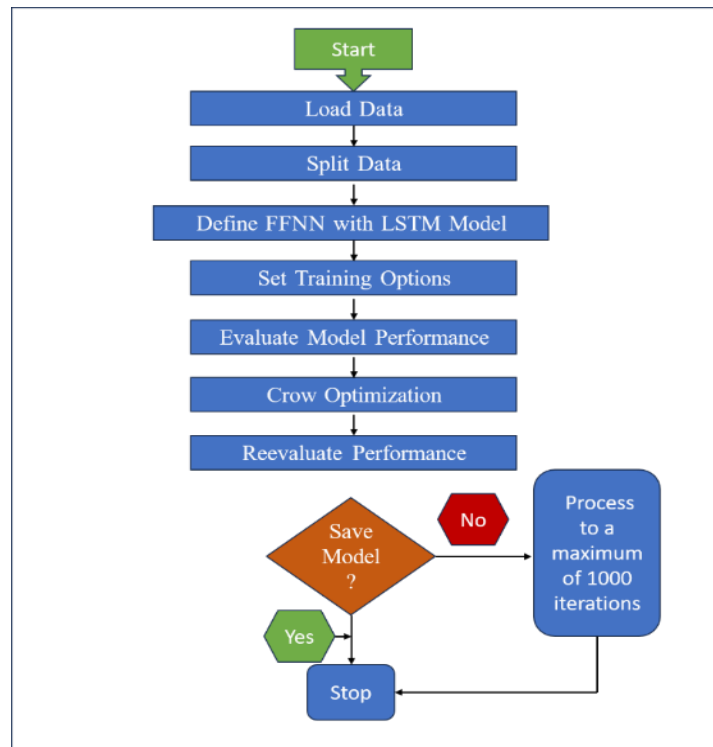 Start
Load Data
Split Data
Define FFNN with LSTM Model
Set Training Options
Evaluate Model Performance
Crow Optimization
Reevaluate Performance
Save
Model
?
No
Process
to a
maximum
of 1000
iterations
Yes
Stop